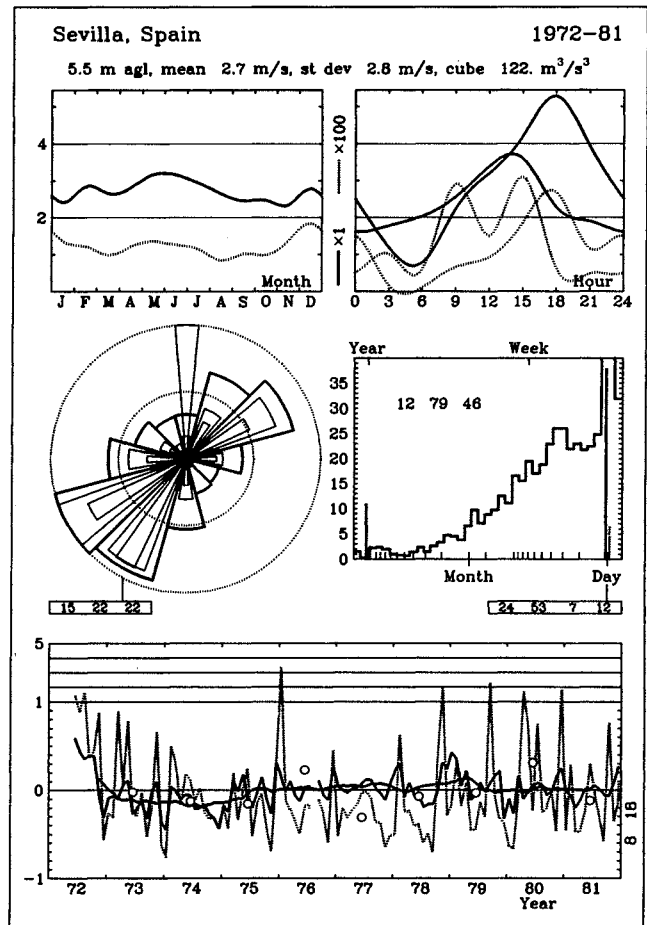 Sevilla, Spain 1972-81
5.5 m agl, mean 2.7 m/s, st dev 2.8 m/s, cube 122. m³/s³
4
2
×100
×1
Month
J F M A M J J A S O N D
Hour
0 3 6 9 12 15 18 21 24
Year Week
35
30
25
20
15
10
5
0
12 79 46
Month Day
15 22 22
24 53 7 12
5
1
0
-1
8 18
72 73 74 75 76 77 78 79 80 81
Year